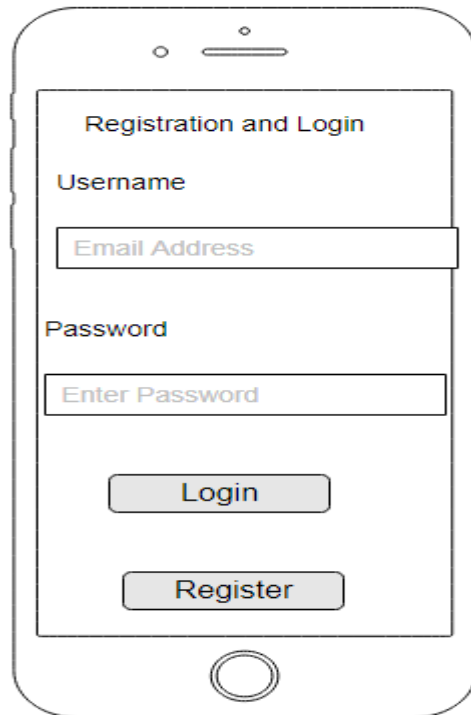 Registration and Login
Username
Email Address
Password
Enter Password
Login
Register